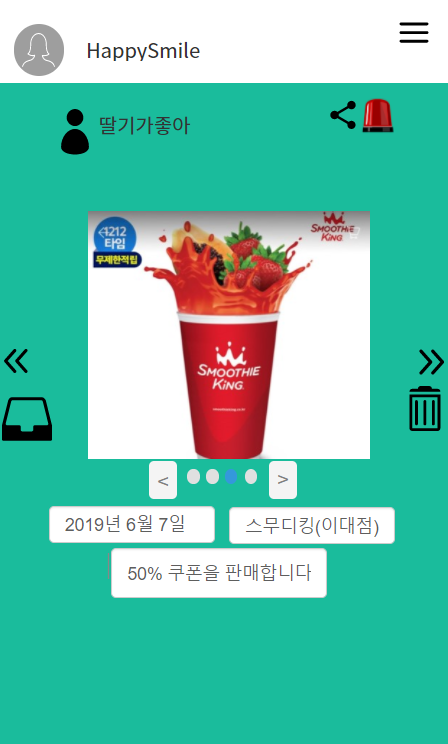 HappySmile
딸기가좋아
4212
타임
무제한적립
SMOOTHIE
KING
SMOOTHIE
KING
< >
2019년 6월 7일
스무디킹(이대점)
50% 쿠폰을 판매합니다